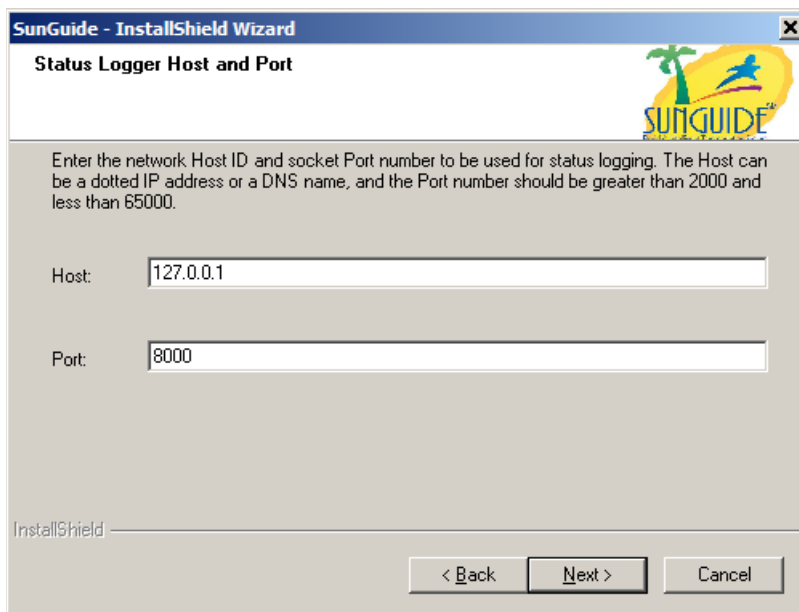 SunGuide - InstallShield Wizard
Status Logger Host and Port
SUNGUIDE
Enter the network Host ID and socket Port number to be used for status logging. The Host can
be a dotted IP address or a DNS name, and the Port number should be greater than 2000 and
less than 65000.
Host:
127.0.0.1
Port:
8000
InstallShield
< Back
Next >
Cancel